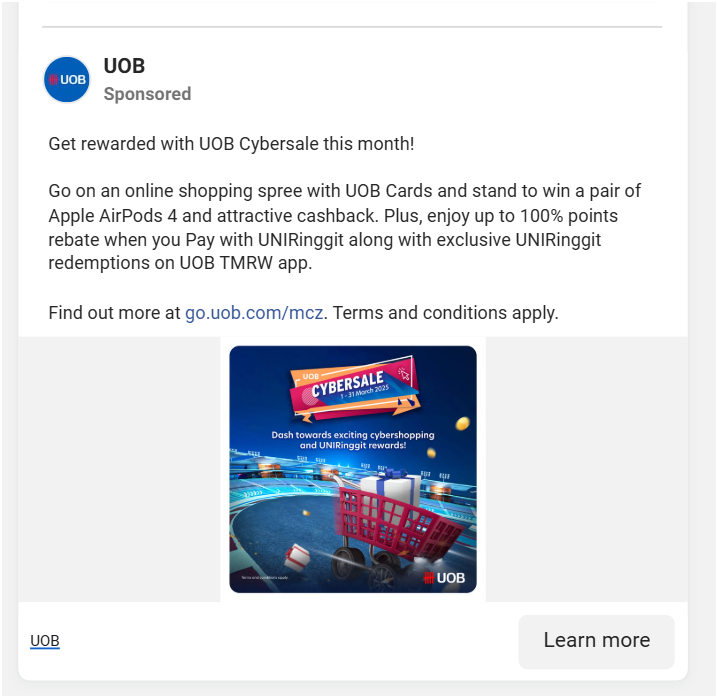 UOB
UOB
Sponsored
Get rewarded with UOB Cybersale this month!
Go on an online shopping spree with UOB Cards and stand to win a pair of
Apple AirPods 4 and attractive cashback. Plus, enjoy up to 100% points
rebate when you Pay with UNIRinggit along with exclusive UNIRinggit
redemptions on UOB TMRW app.
Find out more at go.uob.com/mcz. Terms and conditions apply.
UOB
CYBERSALE
1 - 31 March 2025
Dash towards exciting cybershopping
and UNIRinggit rewards!
Terms and conditions apply.
UOB
UOB
Learn more